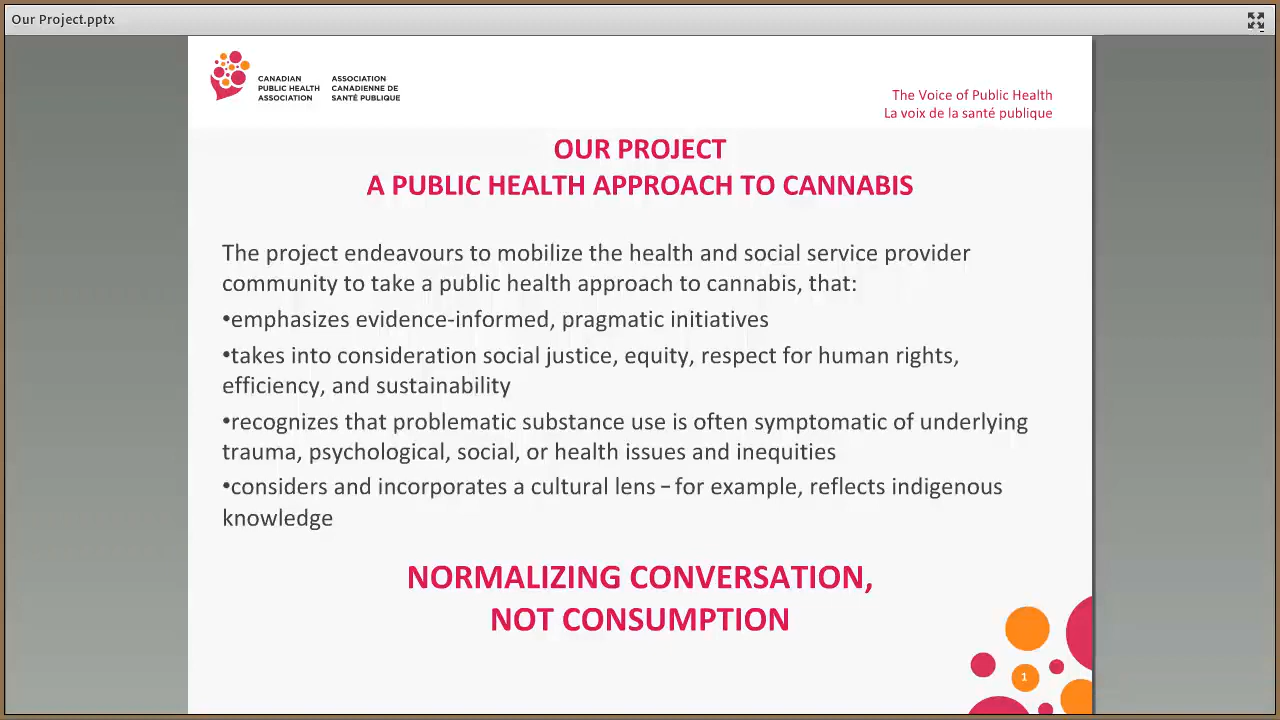 Our Project.pptx
CANADIAN
PUBLIC HEALTH
ASSOCIATION
ASSOCIATION
CANADIENNE DE
SANTÉ PUBLIQUE
The Voice of Public Health
La voix de la santé publique
OUR PROJECT
A PUBLIC HEALTH APPROACH TO CANNABIS
The project endeavours to mobilize the health and social service provider
community to take a public health approach to cannabis, that:
•emphasizes evidence-informed, pragmatic initiatives
•takes into consideration social justice, equity, respect for human rights,
efficiency, and sustainability
•recognizes that problematic substance use is often symptomatic of underlying
trauma, psychological, social, or health issues and inequities
•considers and incorporates a cultural lens – for example, reflects indigenous
knowledge
NORMALIZING CONVERSATION,
NOT CONSUMPTION
1